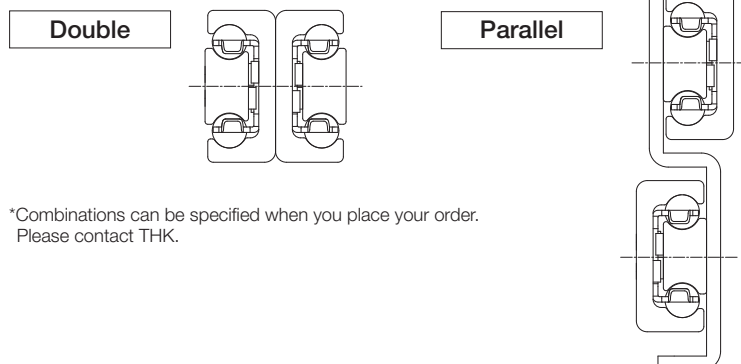 Double
Parallel
*Combinations can be specified when you place your order.
Please contact THK.